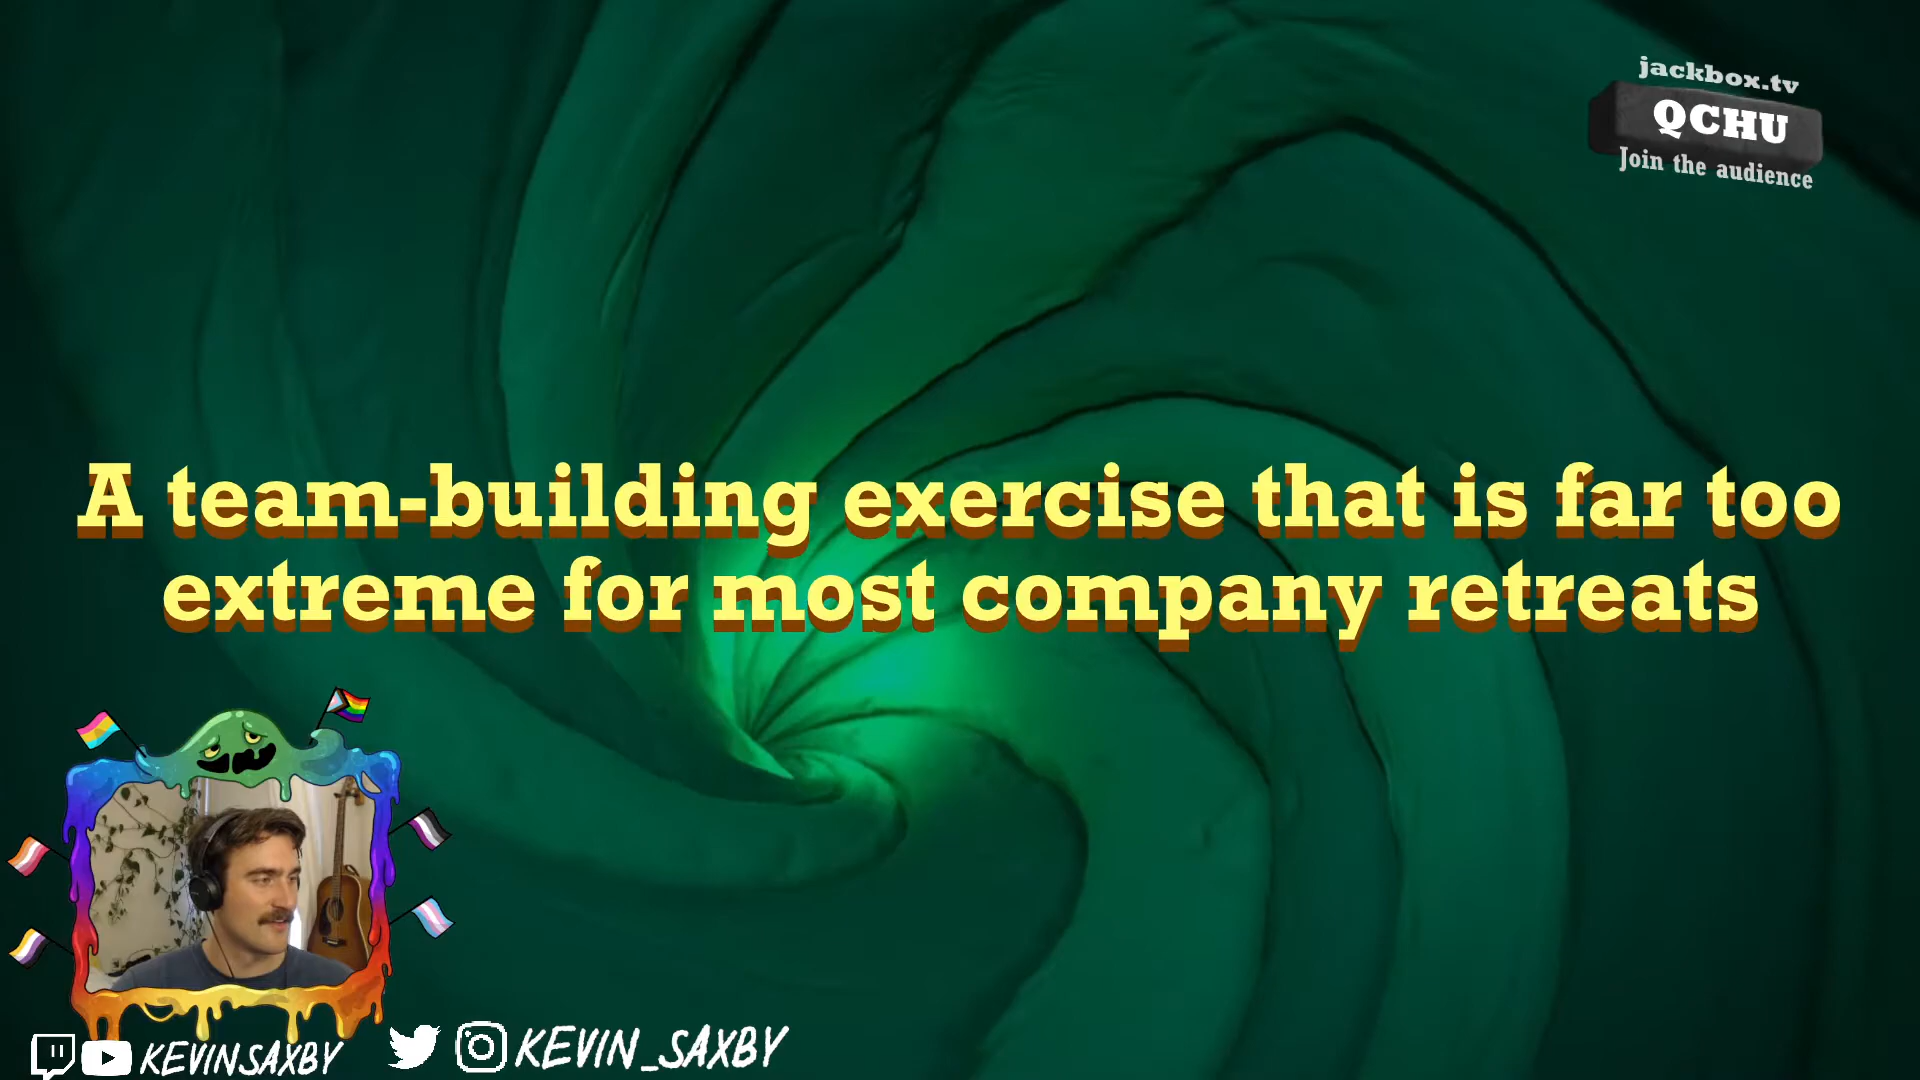 jackbox.tv
QCHU
Join the audience
A team-building exercise that is far too
extreme for most company retreats
KEVINSAXBY
KEVIN_SAXBY